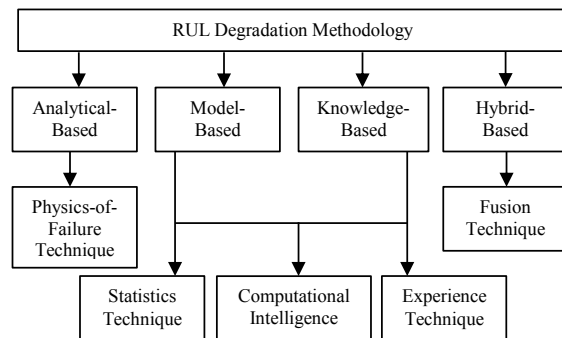 RUL Degradation Methodology
Analytical-
Based
Model-
Based
Knowledge-
Based
Hybrid-
Based
Physics-of-
Failure
Technique
Fusion
Technique
Statistics
Technique
Computational
Intelligence
Experience
Technique